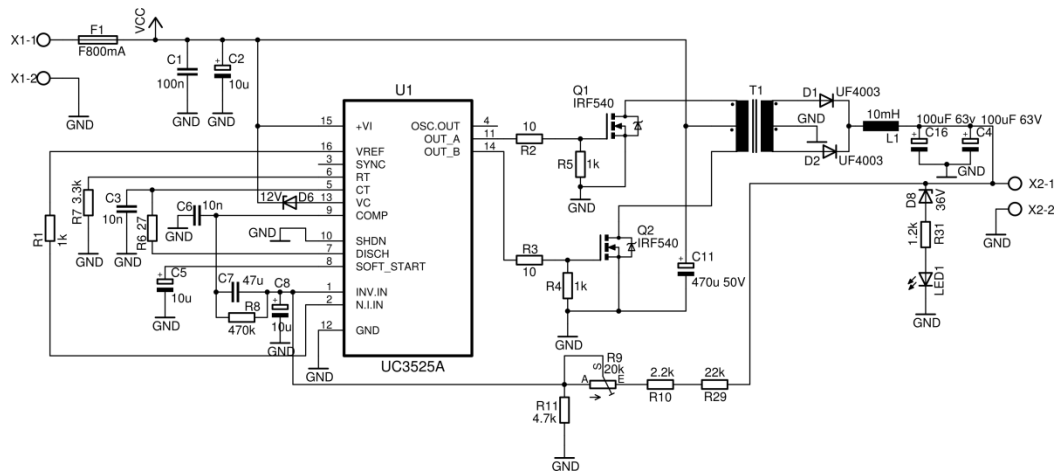 X1-1
F1
F800mA
VCC
X1-2
GND
C1
100n
GND
C2
10u
GND
U1
15 +VI
16 VREF
3 SYNC
6 RT
5 CT
13 VC
9 COMP
10 SHDN
7 DISCH
8 SOFT_START
1 INV.IN
2 N.I.IN
12 GND
OSC.OUT 4
OUT_A 11
OUT_B 14
UC3525A
R1
1k
R7 3.3k
GND
C3
10n
GND
R6 27
C6 10n
GND
12V D6
GND
C5
10u
GND
C7 47u
R8
470k
C8
10u
GND
GND
10
R2
Q1
IRF540
R5
1k
GND
R3
10
Q2
IRF540
R4
1k
GND
C11
470u 50V
T1
D1 UF4003
GND
D2 UF4003
10mH
L1
100uF 63v
C16
100uF 63V
C4
GND
X2-1
X2-2
GND
D8
36V
1.2k
R31
LED1
GND
R9
20k
S
A
E
2.2k
R10
22k
R29
R11
4.7k
GND